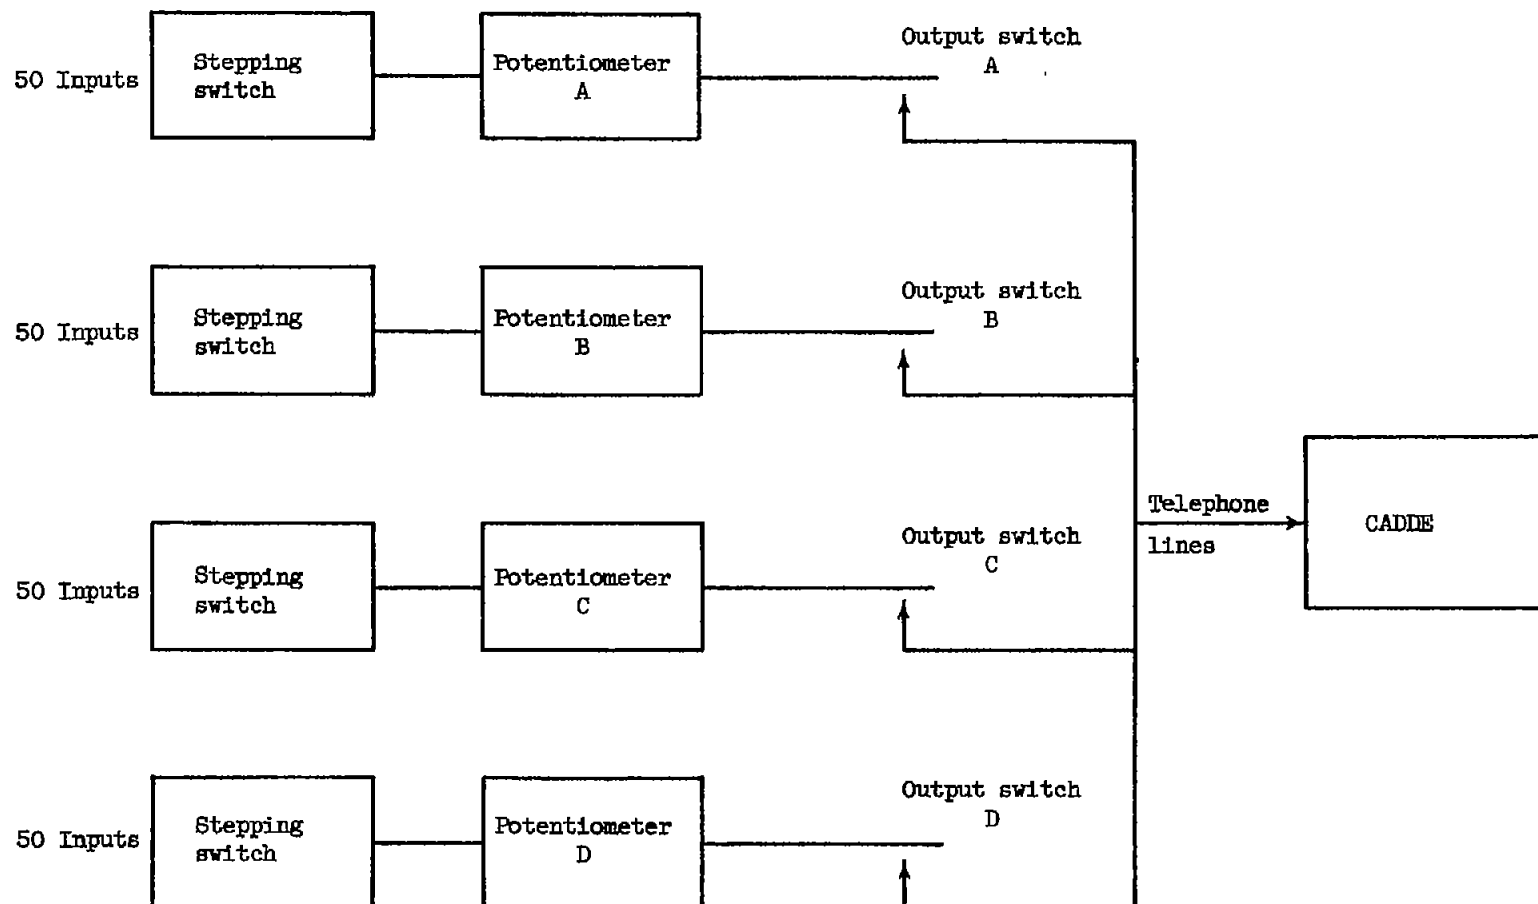 Output switch
A
50 Inputs
Stepping
switch
Potentiometer
A
Output switch
B
50 Inputs
Stepping
switch
Potentiometer
B
Telephone
lines
CADDE
Output switch
C
50 Inputs
Stepping
switch
Potentiometer
C
Output switch
D
50 Inputs
Stepping
switch
Potentiometer
D